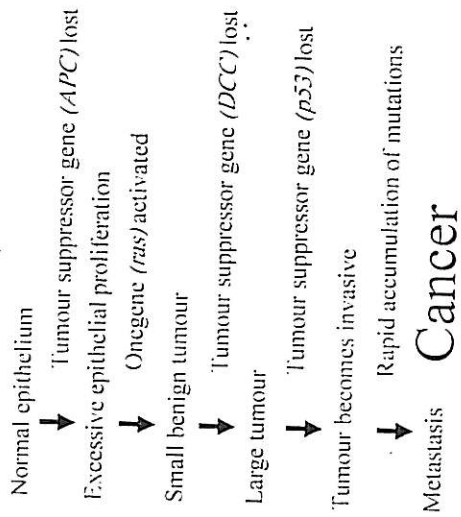 Normal epithelium
Tumour suppressor gene (APC) lost
Excessive epithelial proliferation
Onegene (ras) activated
Small benign tumour
Tumour suppressor gene (DCC) lost
Large tumour
Tumour suppressor gene (p53) lost
Tumour becomes invasive
Rapid accumulation of mutations
Metastasis
Cancer